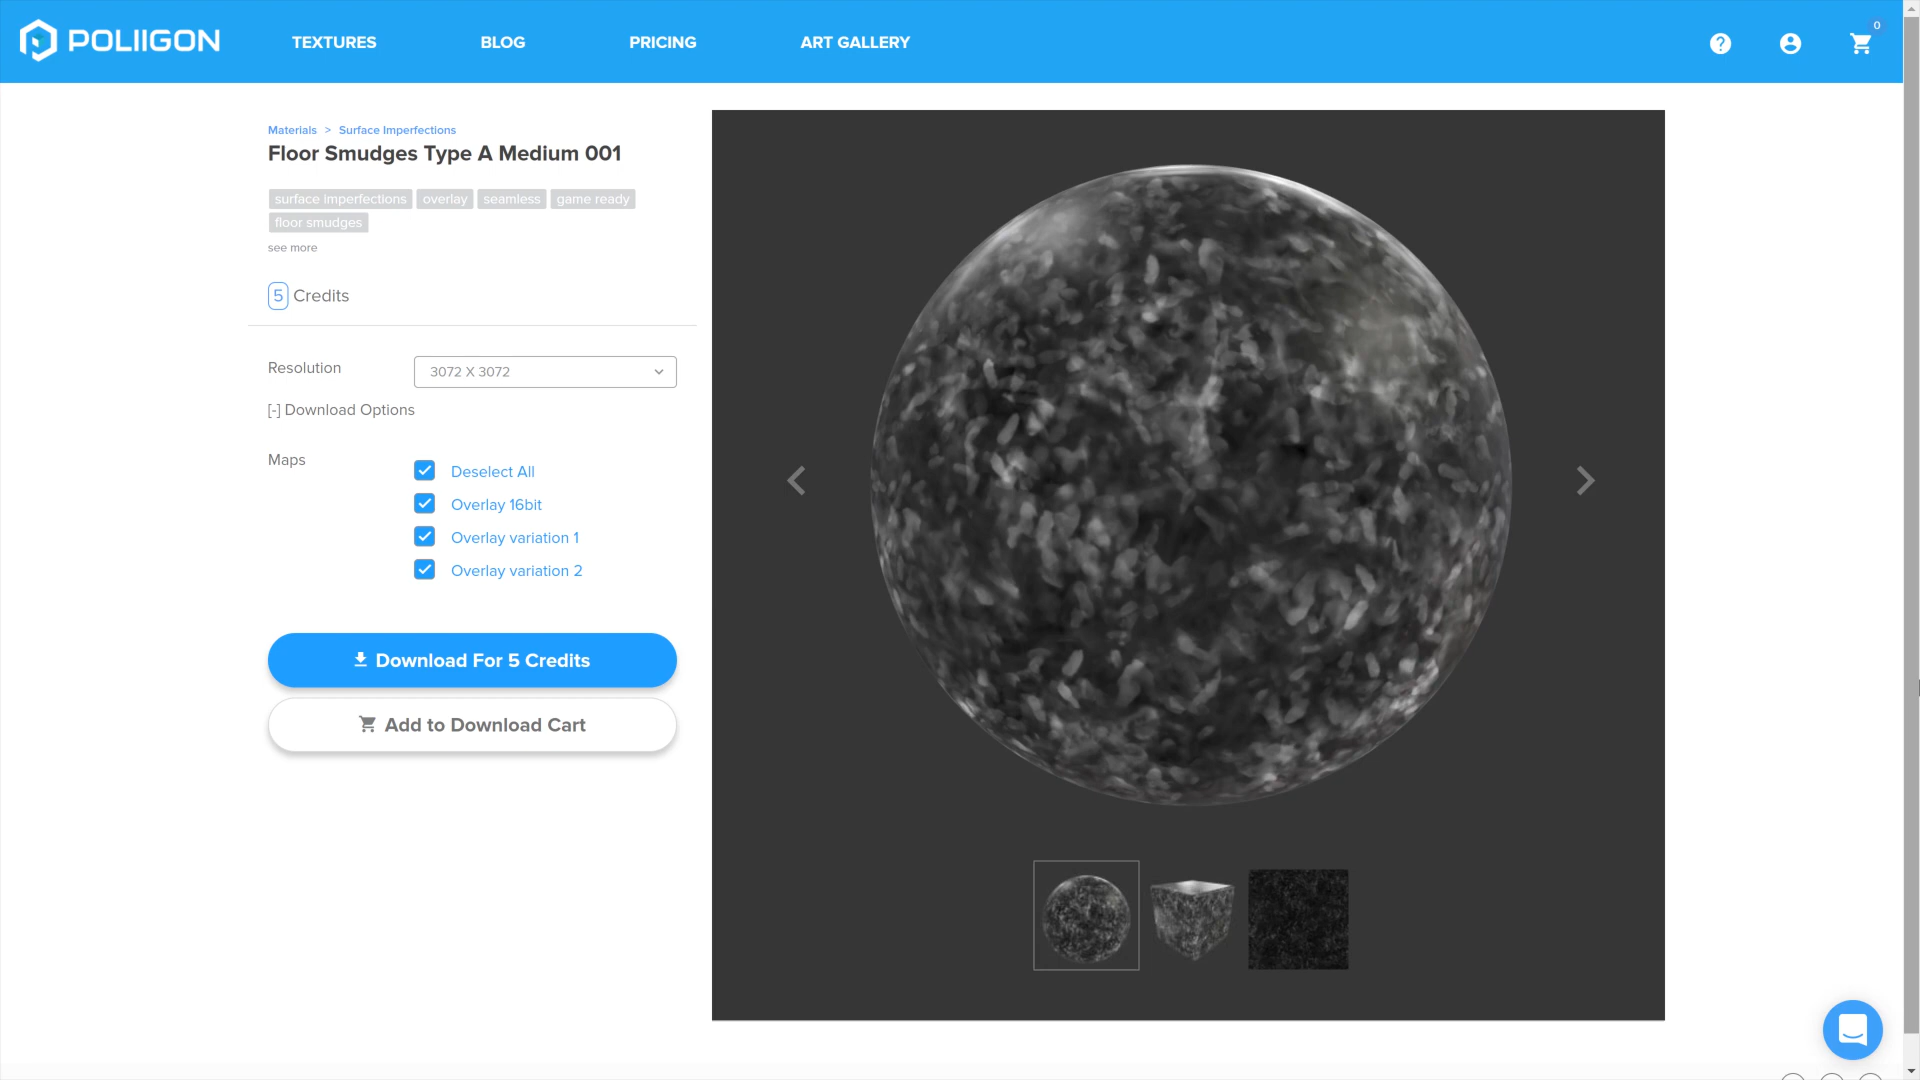 POLIIGON
TEXTURES
BLOG
PRICING
ART GALLERY
?
0
Materials > Surface Imperfections
Floor Smudges Type A Medium 001
surface imperfections overlay seamless game ready
floor smudges
see more
5 Credits
Resolution
3072 X 3072
[-] Download Options
Maps
Deselect All
Overlay 16bit
Overlay variation 1
Overlay variation 2
Download For 5 Credits
Add to Download Cart